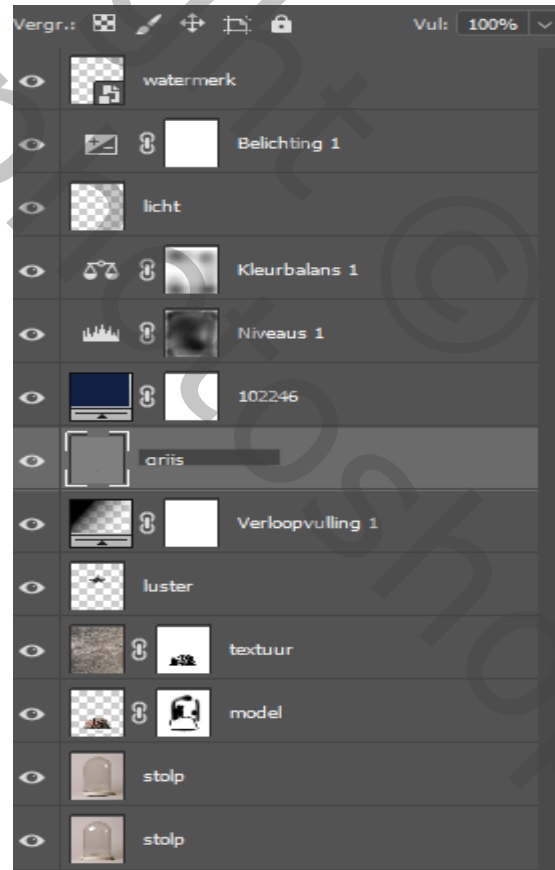 Vergr.: Vul: 100%
watermerk
Belichting 1
licht
Kleurbalans 1
Niveaus 1
102246
Verloopvulling 1
luster
textuur
model
stolp
stolp